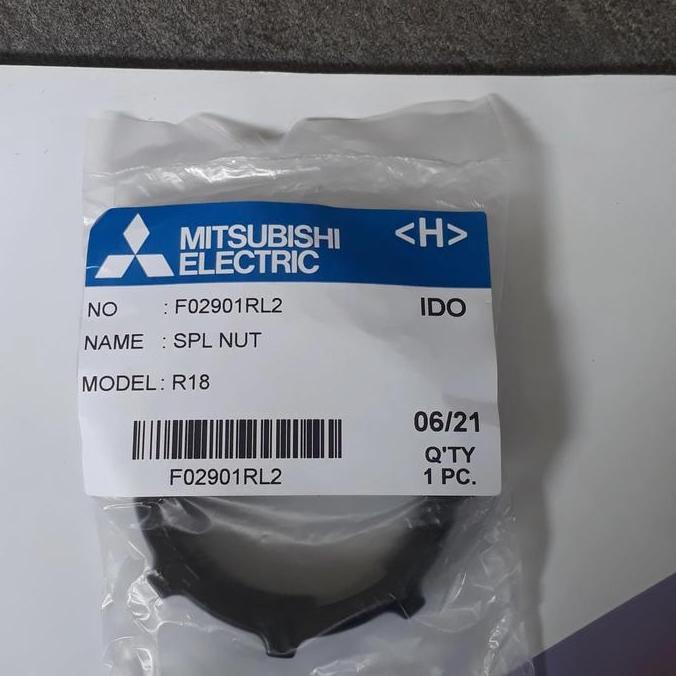 MITSUBISHI
ELECTRIC
<H>
NO : F02901RL2
IDO
NAME : SPL NUT
MODEL : R18
06/21
Q'TY
1 PC.
F02901RL2